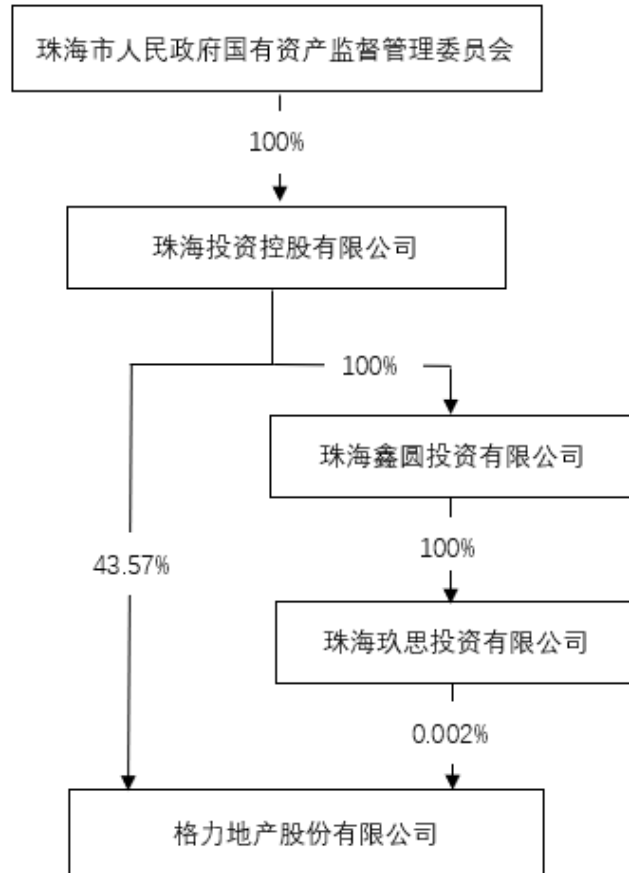 珠海市人民政府国有资产监督管理委员会
100%
珠海投资控股有限公司
100%
珠海鑫圆投资有限公司
43.57%
100%
珠海玖思投资有限公司
0.002%
格力地产股份有限公司